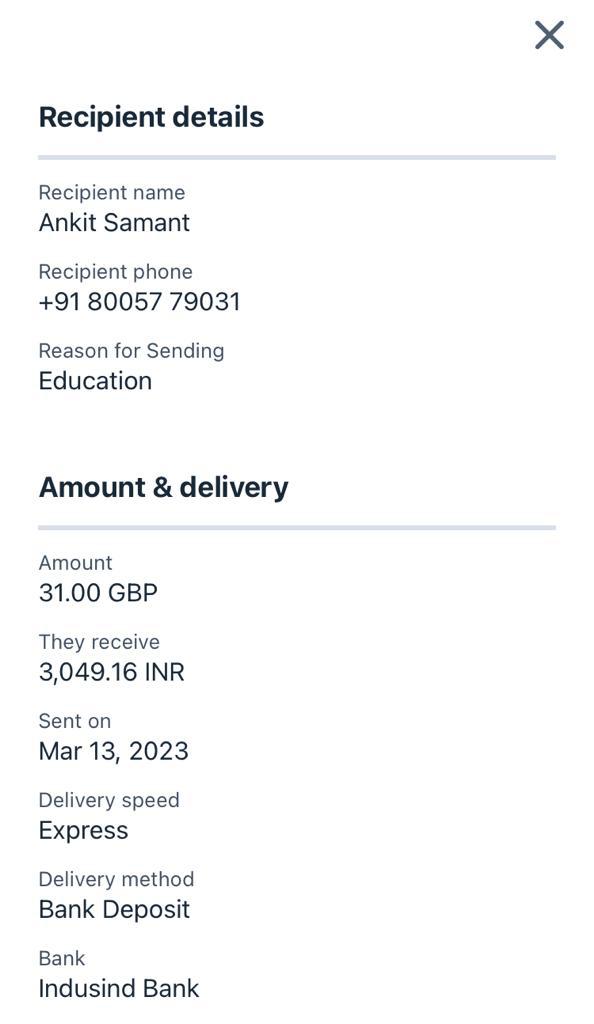 Recipient details
Recipient name
Ankit Samant
Recipient phone
+91 80057 79031
Reason for Sending
Education
Amount & delivery
Amount
31.00 GBP
They receive
3,049.16 INR
Sent on
Mar 13, 2023
Delivery speed
Express
Delivery method
Bank Deposit
Bank
Indusind Bank